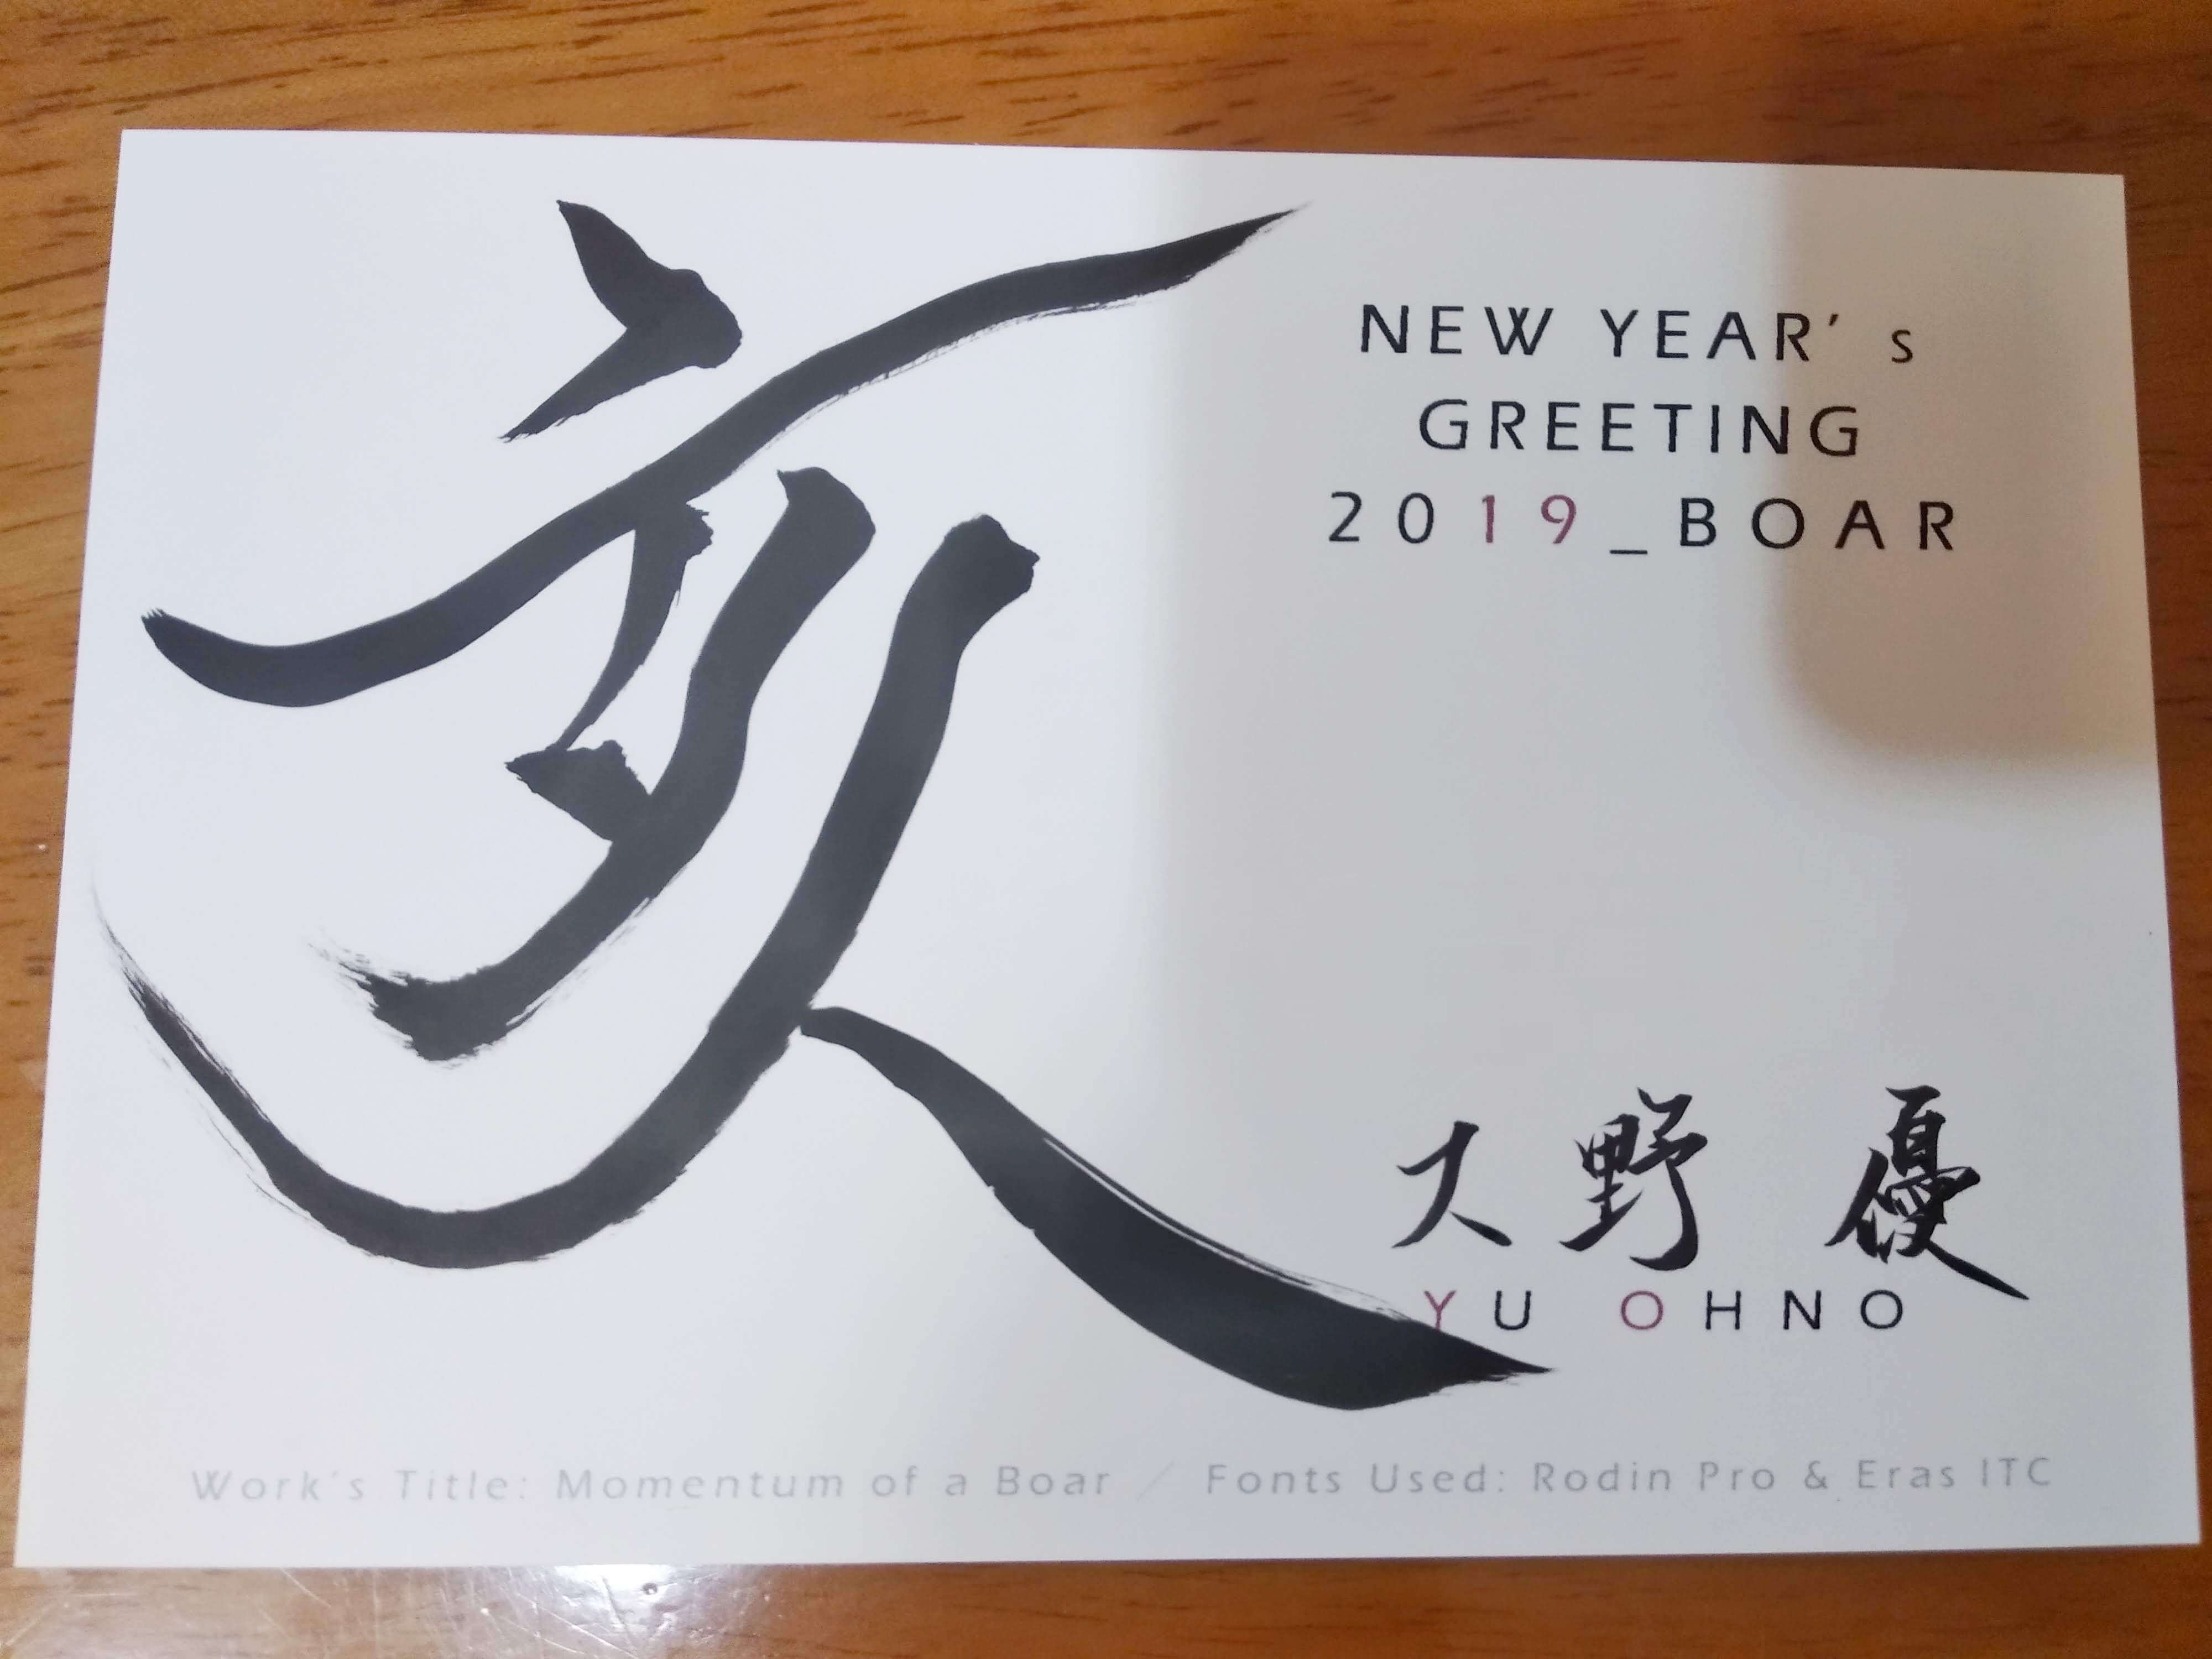 亥
NEW YEAR's
GREETING
2019_BOAR
大野 優
YU OHNO
Work's Title: Momentum of a Boar / Fonts Used: Rodin Pro & Eras ITC